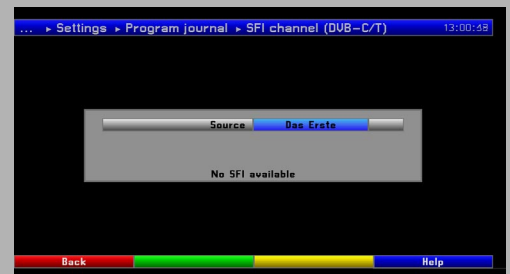 ... ▸ Settings ▸ Program journal ▸ SFI channel (DVB-C/T) 13:00:48
Source Das Erste
No SFI available
Back Help